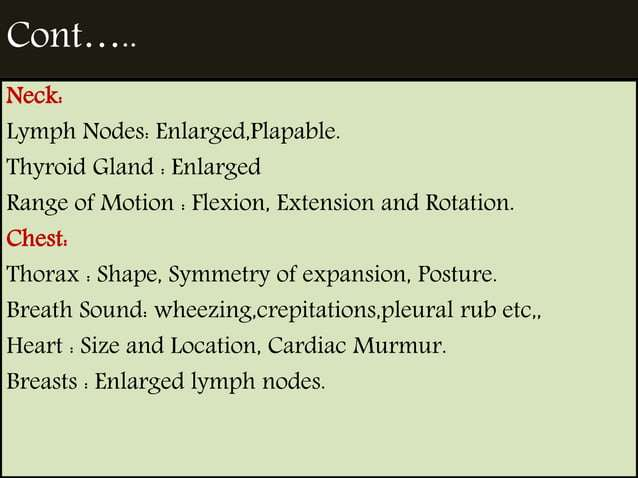 Cont…..
Neck:
Lymph Nodes: Enlarged,Plapable.
Thyroid Gland : Enlarged
Range of Motion : Flexion, Extension and Rotation.
Chest:
Thorax : Shape, Symmetry of expansion, Posture.
Breath Sound: wheezing,crepitations,pleural rub etc,,
Heart : Size and Location, Cardiac Murmur.
Breasts : Enlarged lymph nodes.